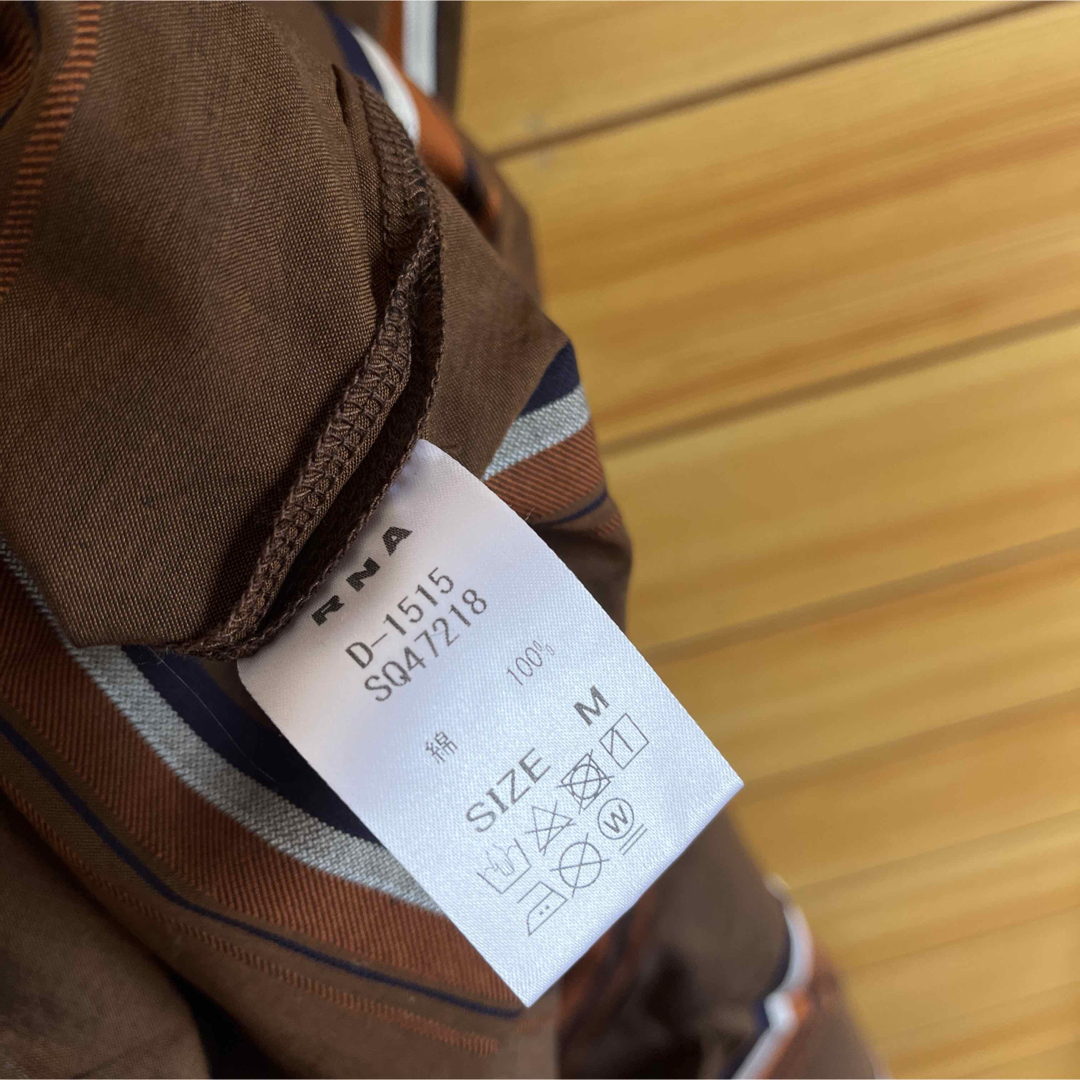 RNA
D-1515
SQ47218
綿 100%
SIZE M
W